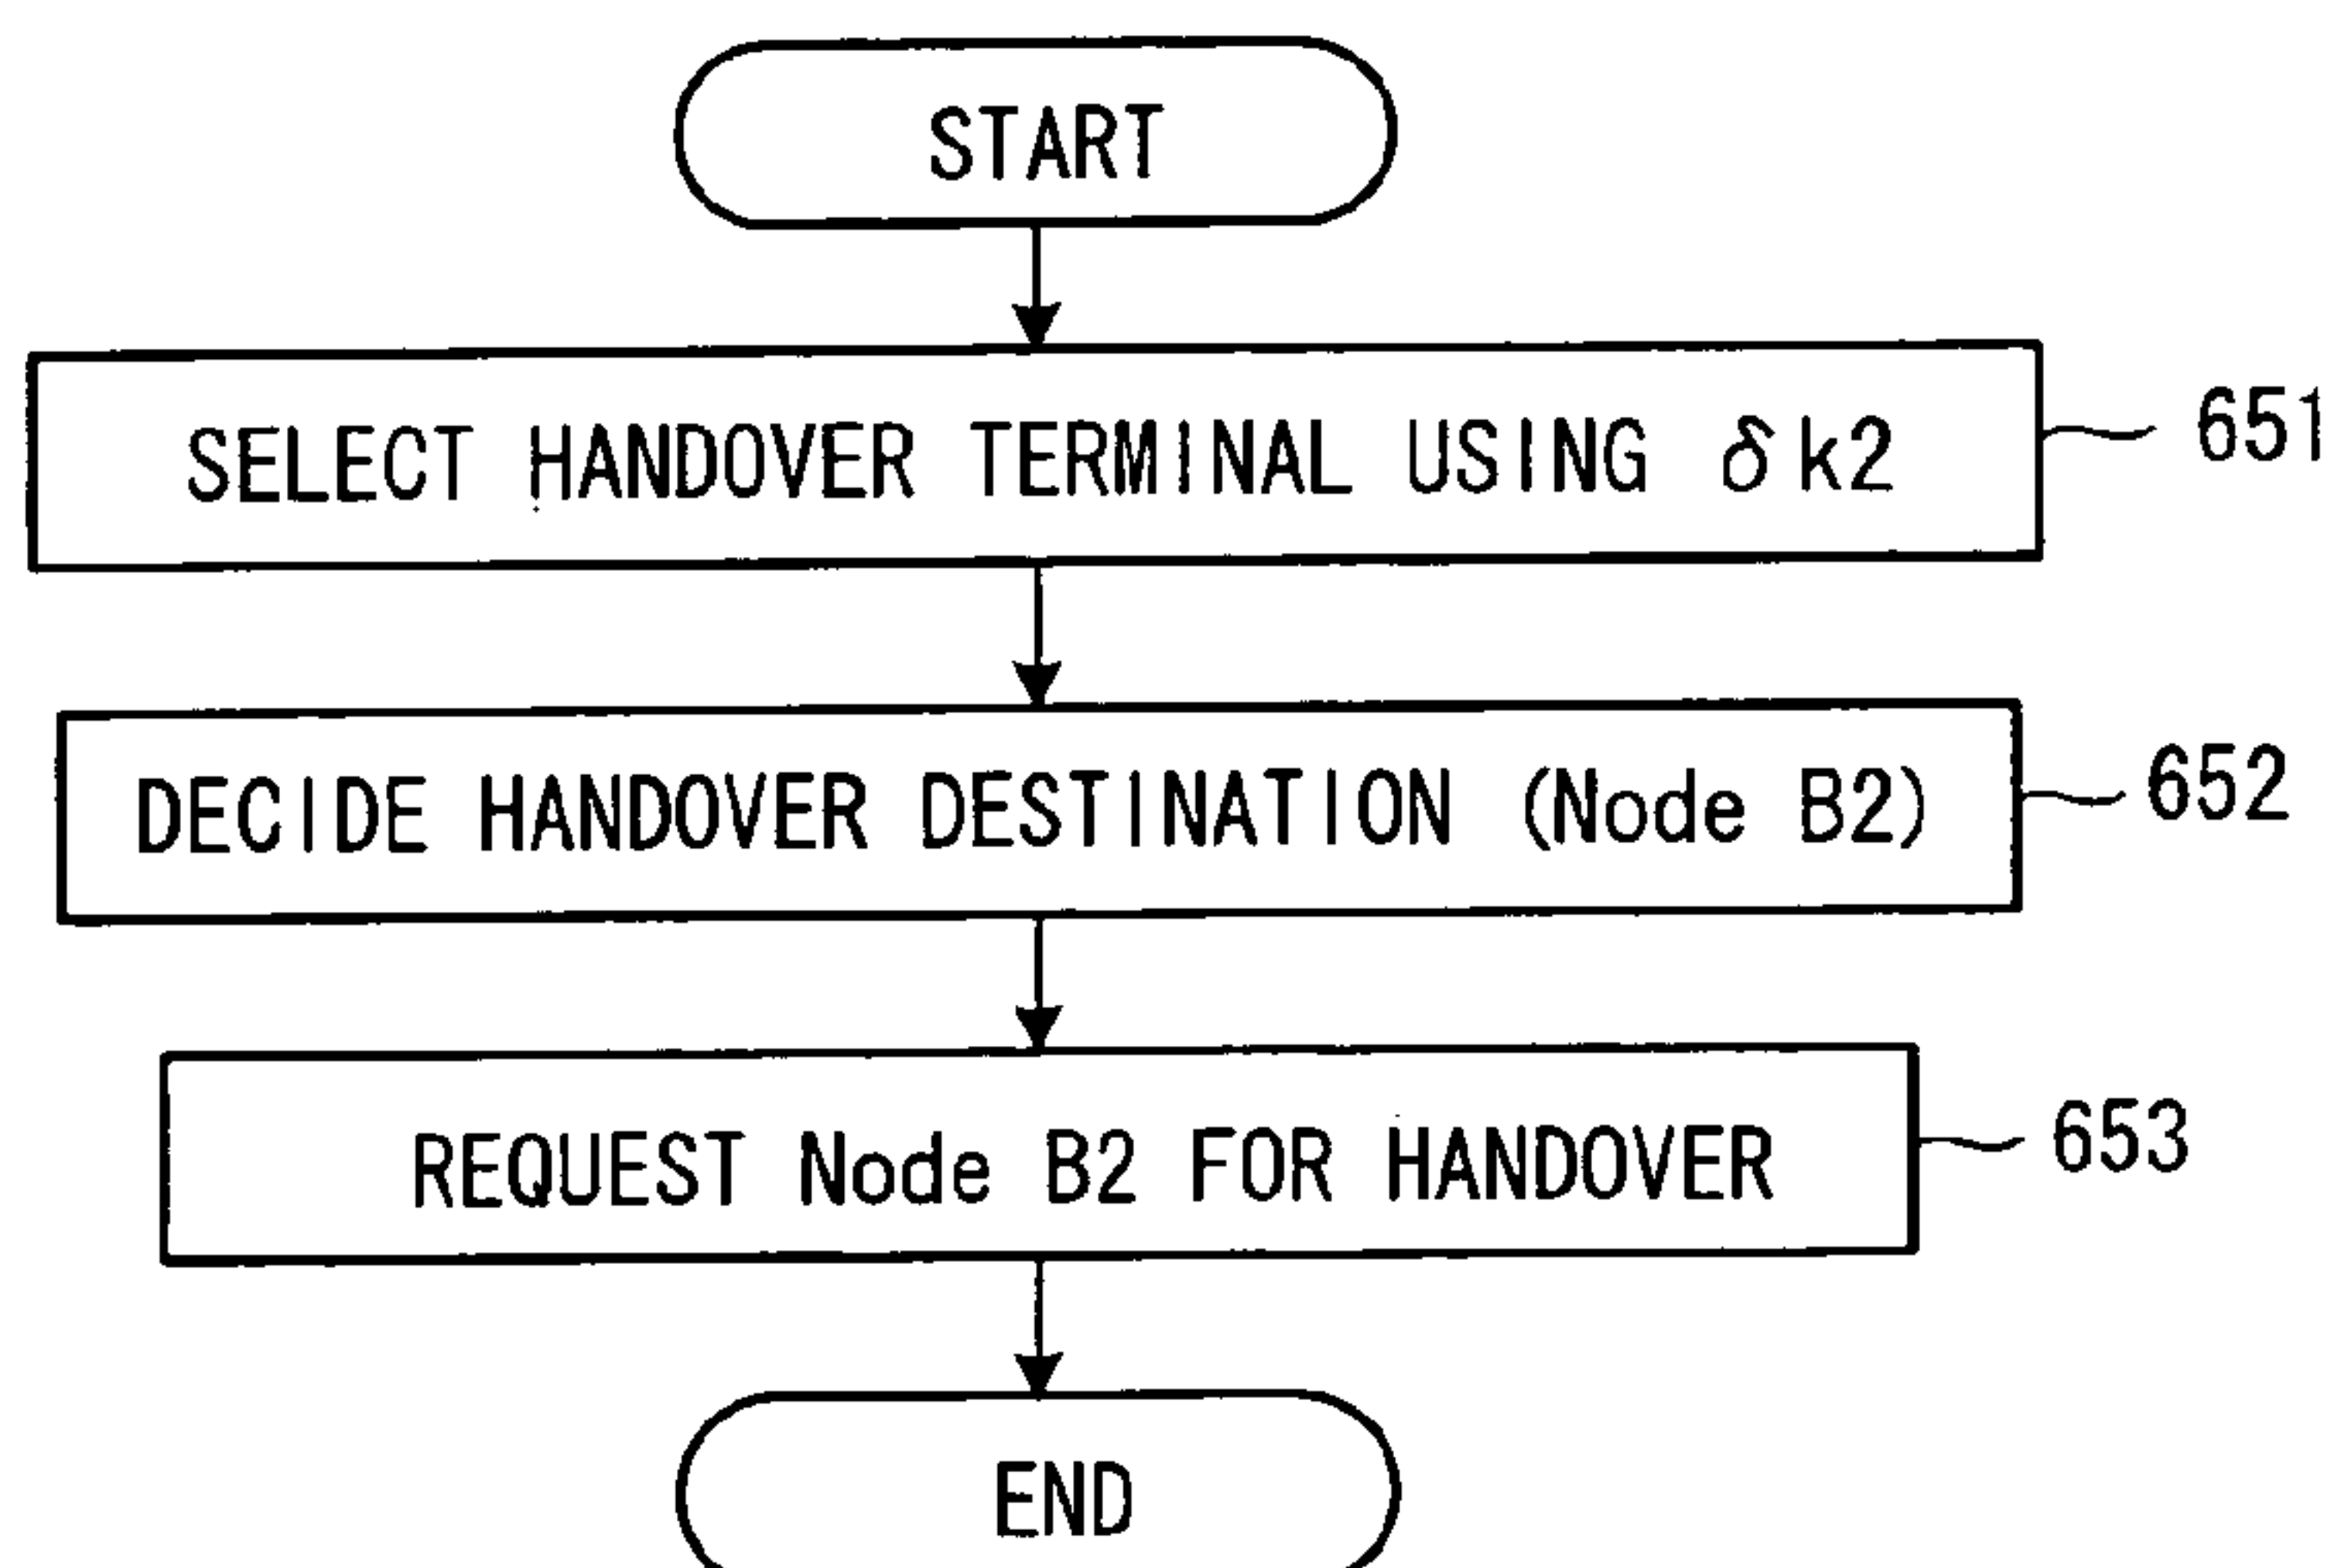 START
SELECT HANDOVER TERMINAL USING δk2
651
DECIDE HANDOVER DESTINATION (Node B2)
652
REQUEST Node B2 FOR HANDOVER
653
END